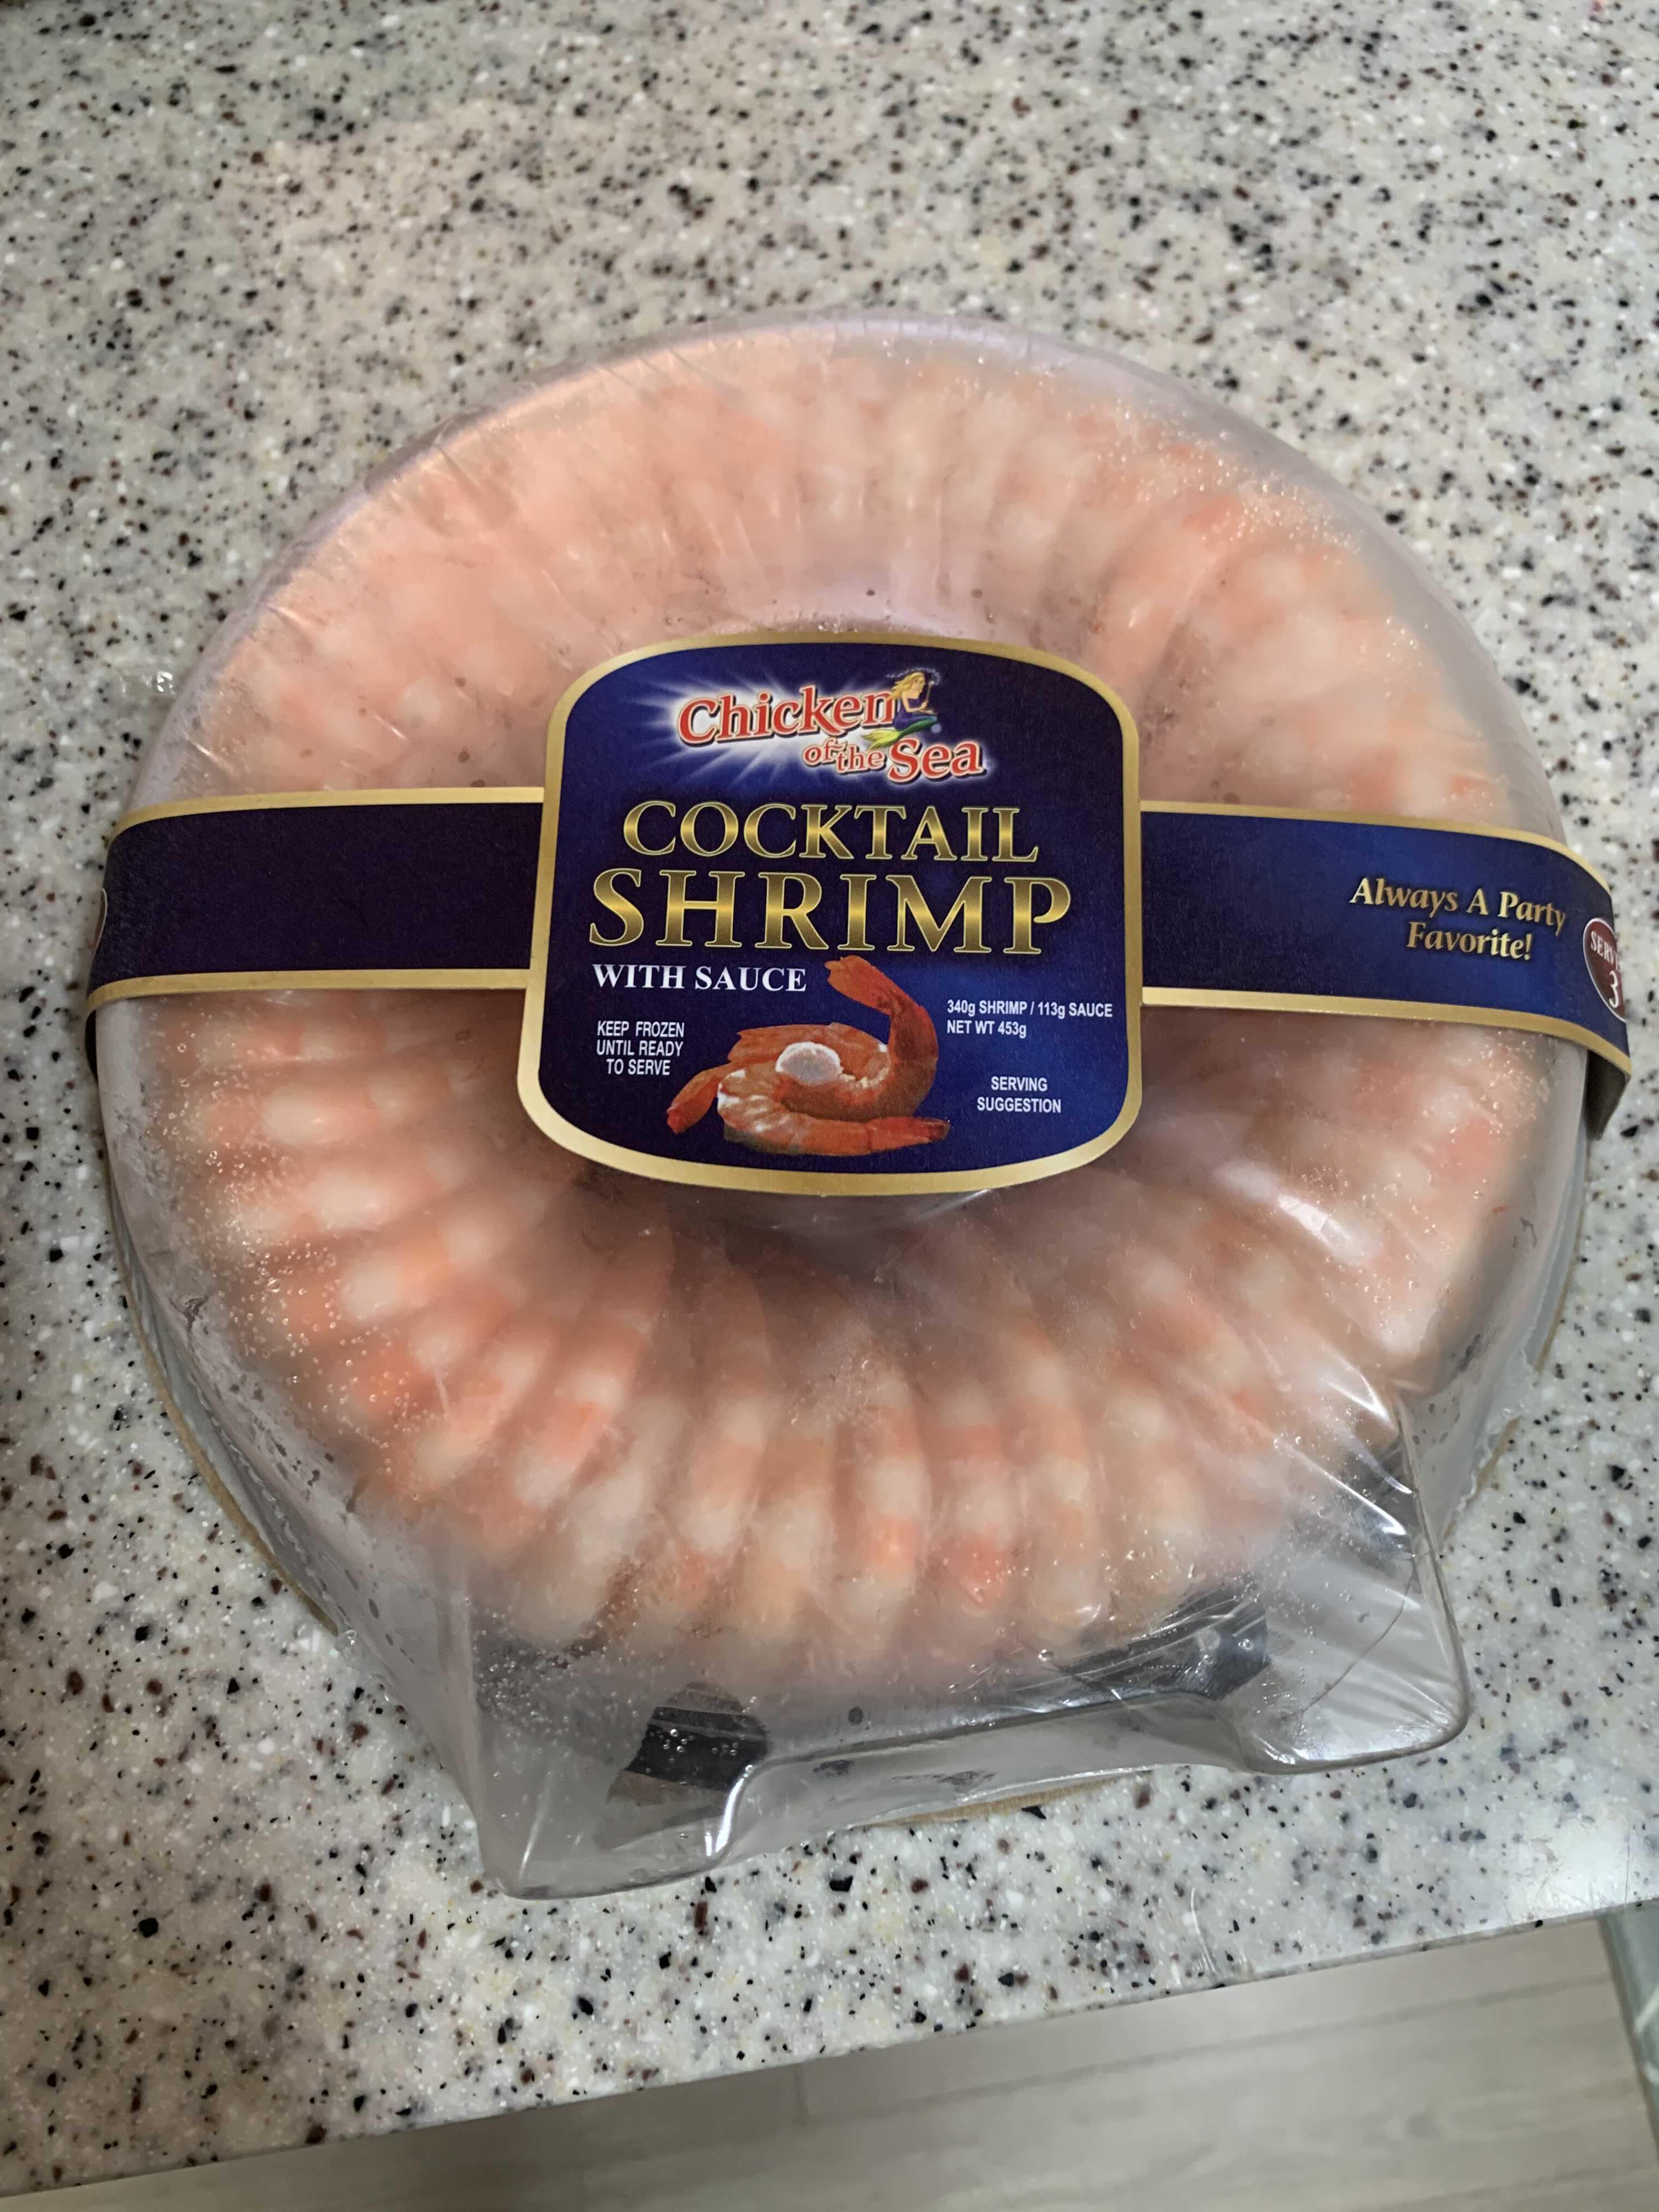 Chicken
of the Sea
COCKTAIL
SHRIMP
WITH SAUCE
KEEP FROZEN
UNTIL READY
TO SERVE
340g SHRIMP / 113g SAUCE
NET WT 453g
SERVING
SUGGESTION
Always A Party
Favorite!
3